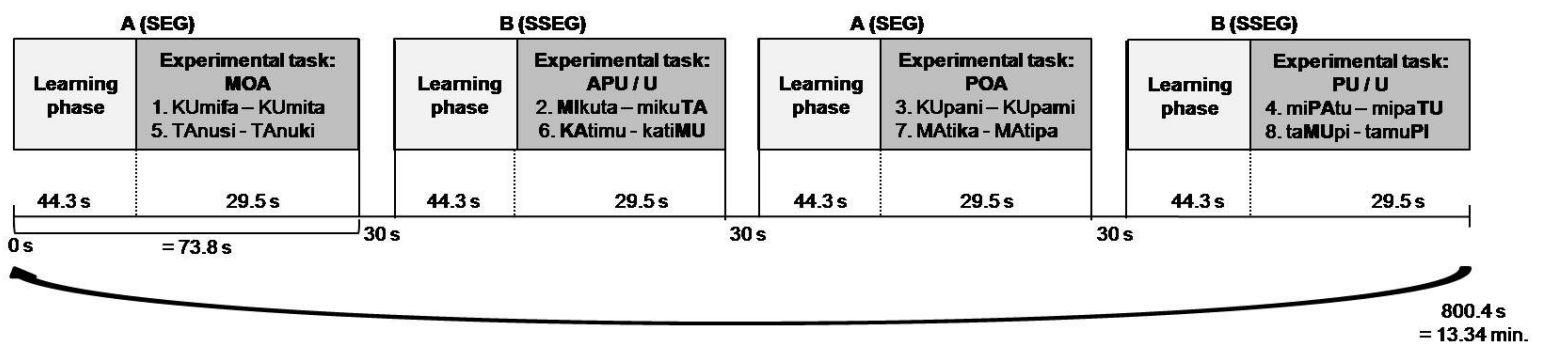 A (SEG)
Learning phase
Experimental task:
MOA
1. KUmifa – KUmita
5. TAnusi - TAnuki
B (SSEG)
Learning phase
Experimental task:
APU / U
2. MIkuta – mikuTA
6. KAtimu - katiMU
A (SEG)
Learning phase
Experimental task:
POA
3. KUpani – KUpami
7. MAtika - MAtipa
B (SSEG)
Learning phase
Experimental task:
PU / U
4. miPAtu – mipaTU
8. taMUpi - tamuPI
44.3 s 29.5 s 44.3 s 29.5 s 44.3 s 29.5 s 44.3 s 29.5 s
0 s = 73.8 s 30 s 30 s 30 s
800.4 s
= 13.34 min.